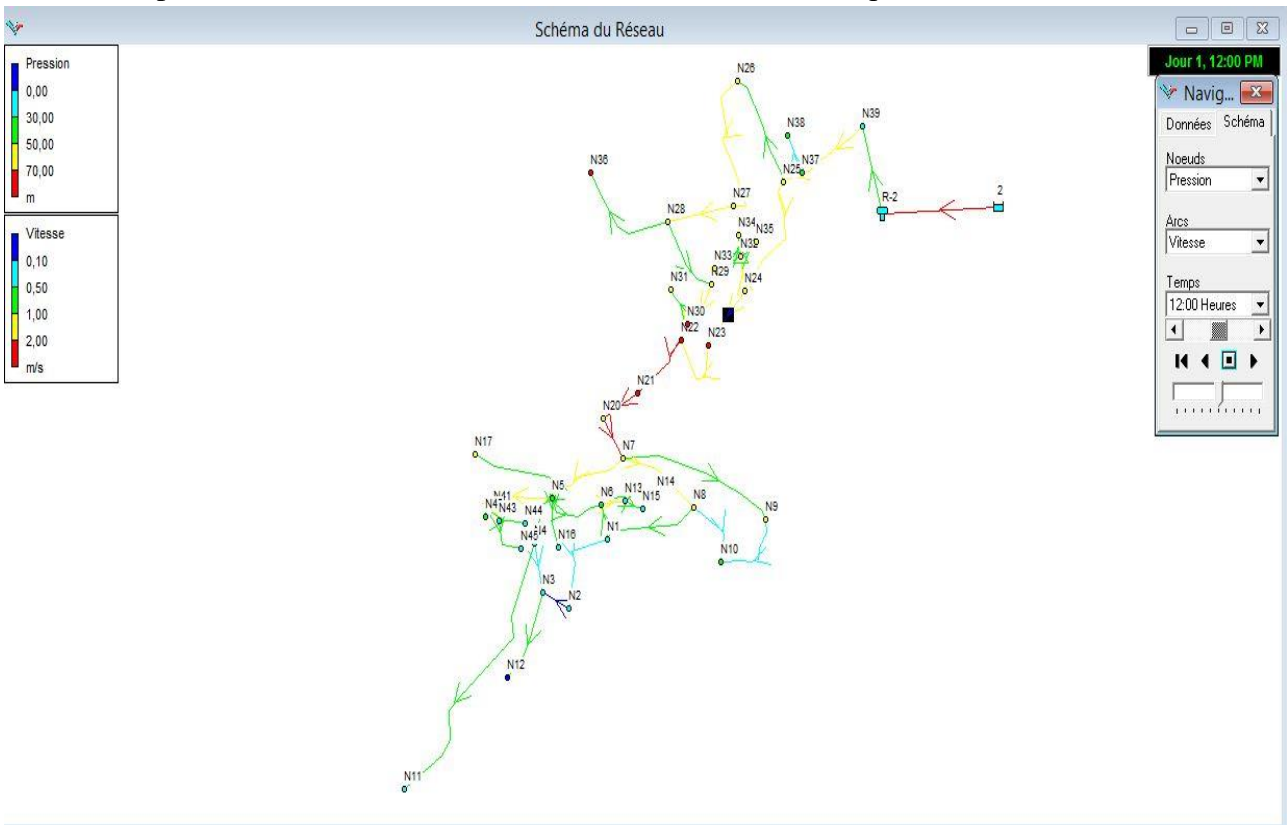 Schéma du Réseau
Pression
0,00
30,00
50,00
70,00
m
Vitesse
0,10
0,50
1,00
2,00
m/s
Jour 1, 12:00 PM
Navig...
Données Schéma
Noeuds
Pression
Arcs
Vitesse
Temps
12:00 Heures
N26
N39
N38
N37
N36
N25
2
R-2
N27
N28
N34
N35
N32
N33
N31
N24
N30
N22
N23
N21
N20
N17
N7
N14
N5
N6
N13
N15
N8
N9
N43
N44
N16
N1
N45
N10
N3
N2
N12
N11